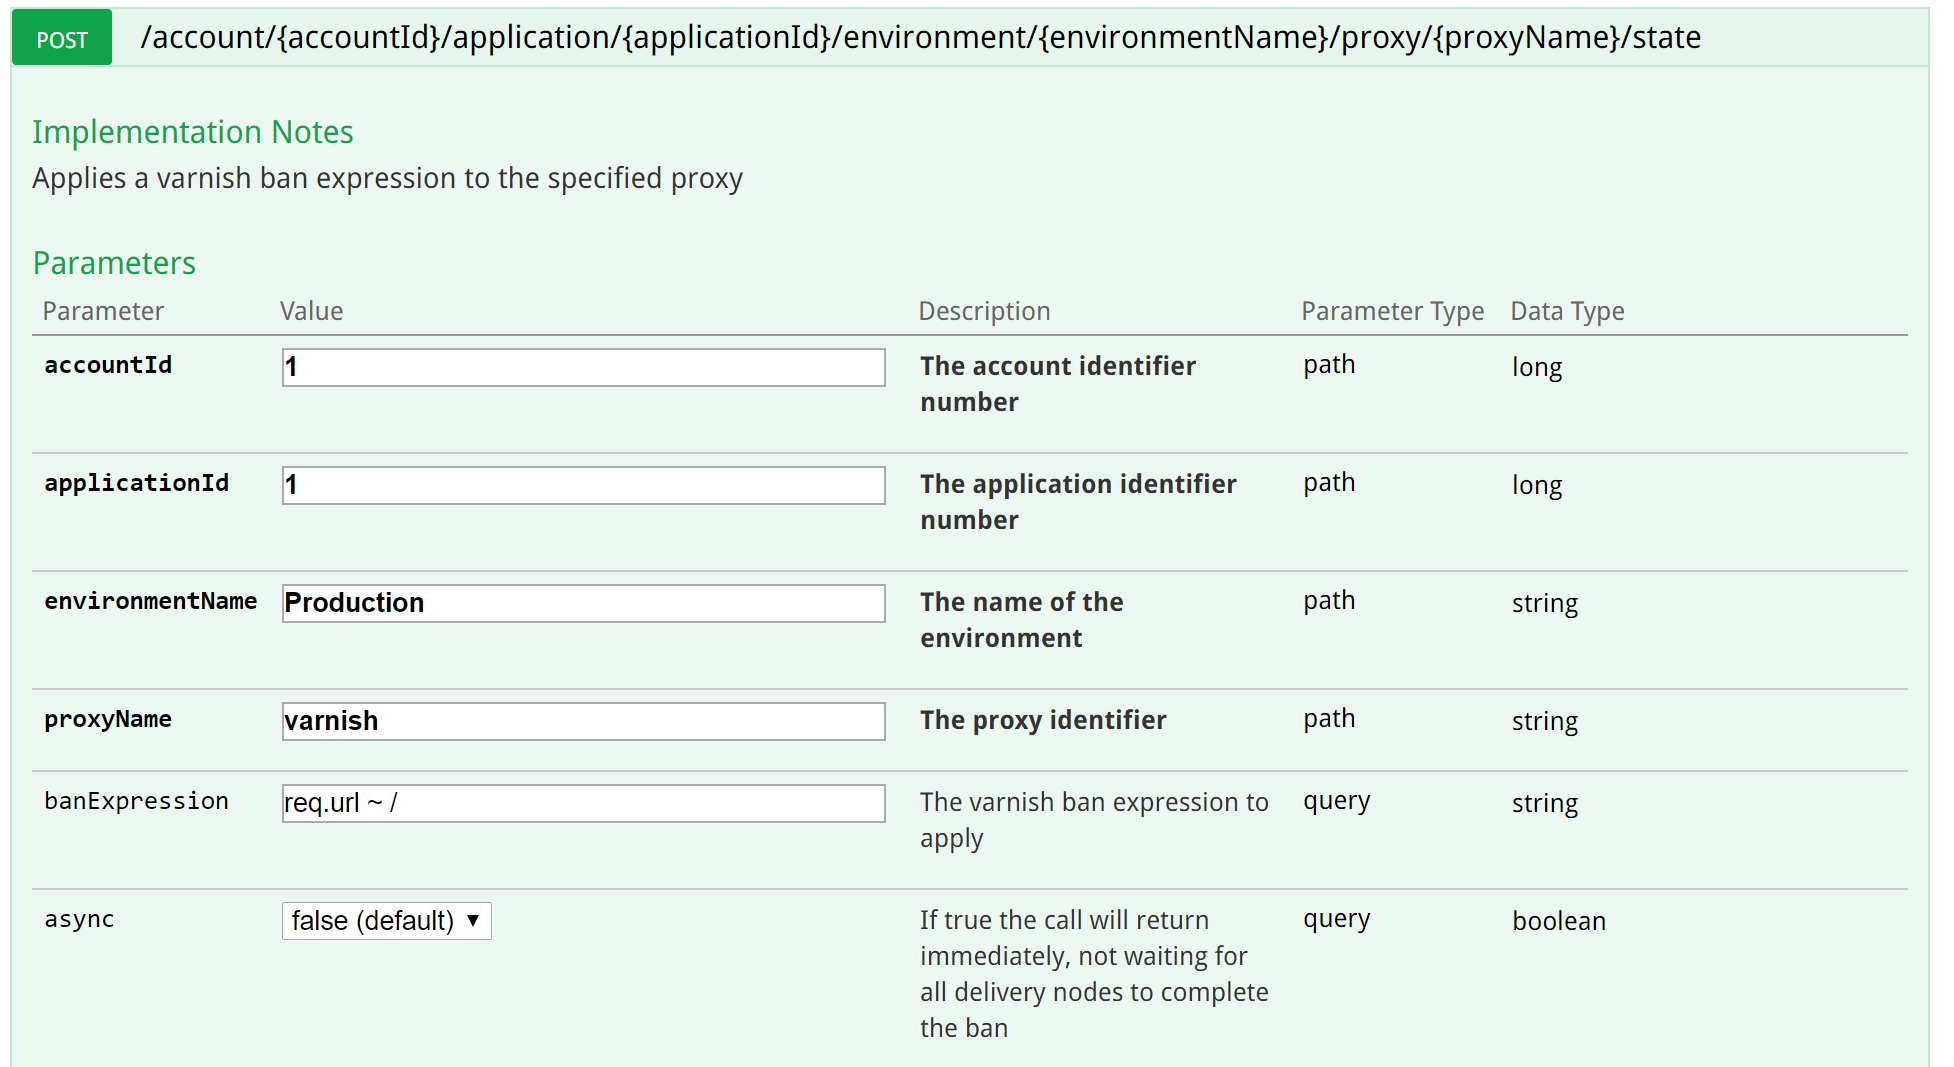 POST /account/{accountId}/application/{applicationId}/environment/{environmentName}/proxy/{proxyName}/state
Implementation Notes
Applies a varnish ban expression to the specified proxy
Parameters
Parameter Value Description Parameter Type Data Type
accountId 1 The account identifier path long
number
applicationId 1 The application identifier path long
number
environmentName Production The name of the path string
environment
proxyName varnish The proxy identifier path string
banExpression req.url ~ / The varnish ban expression to query string
apply
async false (default) ▼ If true the call will return query boolean
immediately, not waiting for
all delivery nodes to complete
the ban